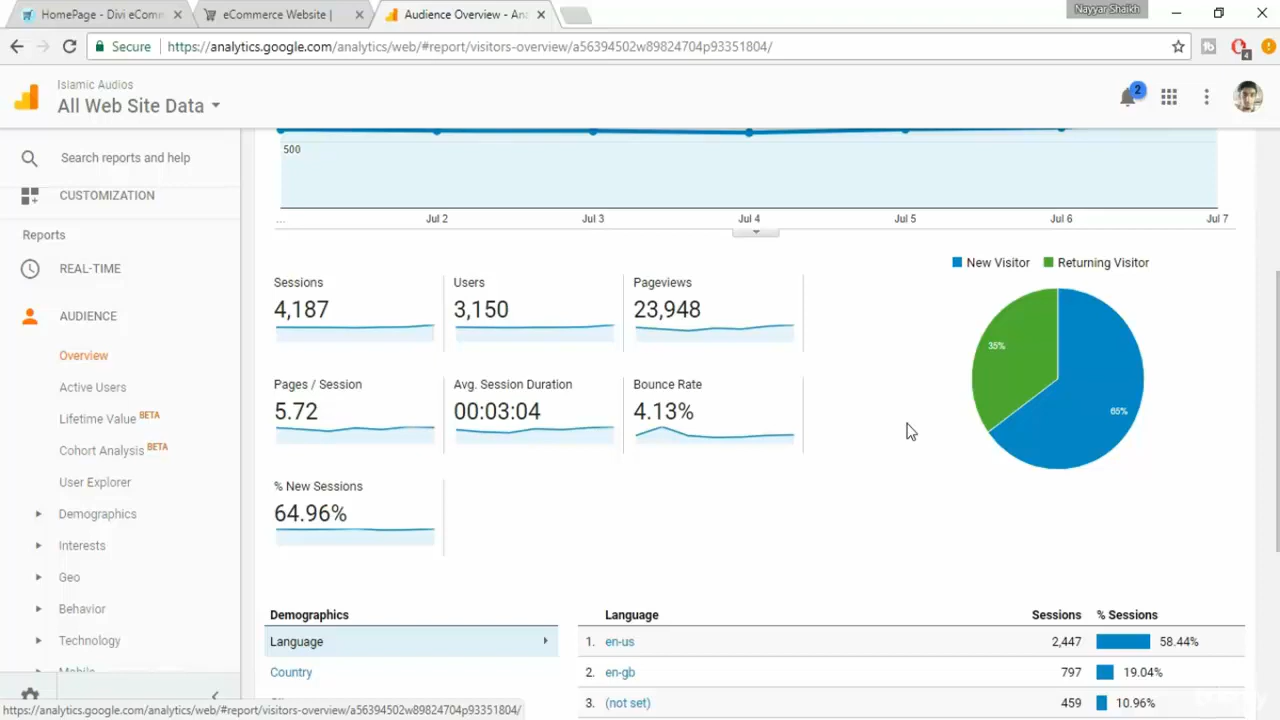 HomePage - Divi eComm
eCommerce Website |
Audience Overview - Ana
Nayyar Shaikh
Secure
https://analytics.google.com/analytics/web/#report/visitors-overview/a56394502w89824704p93351804/
4
Islamic Audios
All Web Site Data
2
Search reports and help
CUSTOMIZATION
Reports
REAL-TIME
AUDIENCE
Overview
Active Users
Lifetime Value BETA
Cohort Analysis BETA
User Explorer
Demographics
Interests
Geo
Behavior
Technology
Mobile
500
...
Jul 2
Jul 3
Jul 4
Jul 5
Jul 6
Jul 7
New Visitor
Returning Visitor
Sessions
4,187
Users
3,150
Pageviews
23,948
35%
65%
Pages / Session
5.72
Avg. Session Duration
00:03:04
Bounce Rate
4.13%
% New Sessions
64.96%
Demographics
Language
Country
Language Sessions % Sessions
1. en-us 2,447 58.44%
2. en-gb 797 19.04%
3. (not set) 459 10.96%
https://analytics.google.com/analytics/web/#report/visitors-overview/a56394502w89824704p93351804/